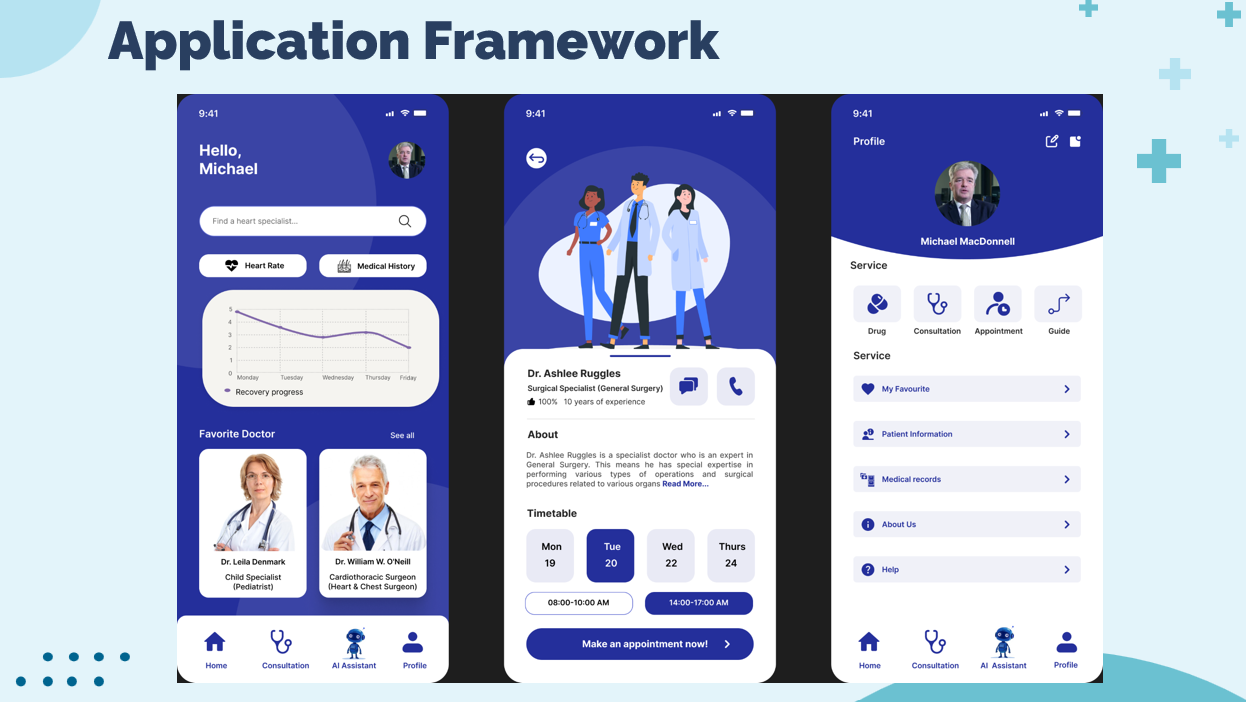 Application Framework
9:41
Hello,
Michael
Find a heart specialist...
Heart Rate
Medical History
5
4
3
2
1
0
Monday
Tuesday
Wednesday
Thursday
Friday
Recovery progress
Favorite Doctor
See all
Dr. Leila Denmark
Child Specialist
(Pediatrist)
Dr. William W. O'Neill
Cardiothoracic Surgeon
(Heart & Chest Surgeon)
Home
Consultation
AI Assistant
Profile
9:41
Dr. Ashlee Ruggles
Surgical Specialist (General Surgery)
100% 10 years of experience
About
Dr. Ashlee Ruggles is a specialist doctor who is an expert in
General Surgery. This means he has special expertise in
performing various types of operations and surgical
procedures related to various organs Read More...
Timetable
Mon
19
Tue
20
Wed
22
Thurs
24
08:00-10:00 AM
14:00-17:00 AM
Make an appointment now!
9:41
Profile
Michael MacDonnell
Service
Drug
Consultation
Appointment
Guide
Service
My Favourite
Patient Information
Medical records
About Us
Help
Home
Consultation
AI Assistant
Profile